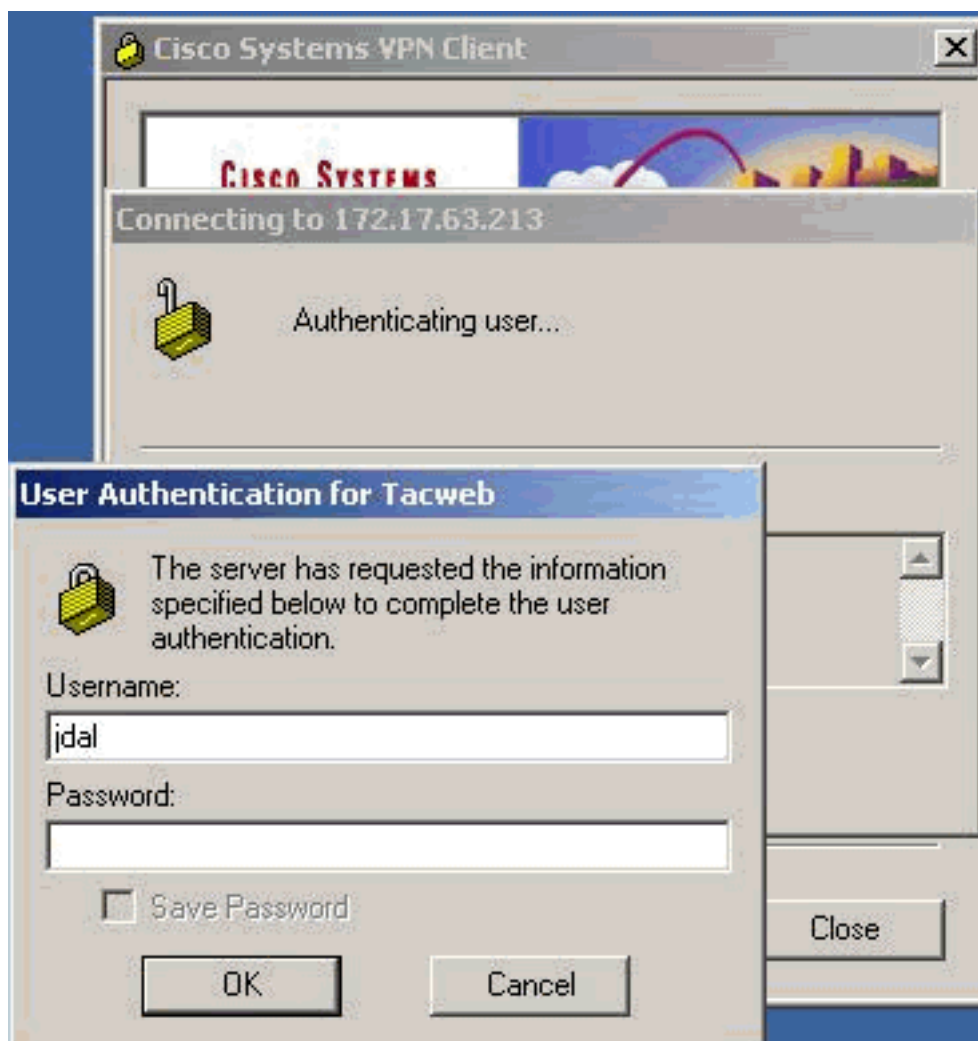 Cisco Systems VPN Client
CISCO SYSTEMS
Connecting to 172.17.63.213
Authenticating user...
User Authentication for Tacweb
The server has requested the information
specified below to complete the user
authentication.
Username:
jdal
Password:
Save Password
OK
Cancel
Close